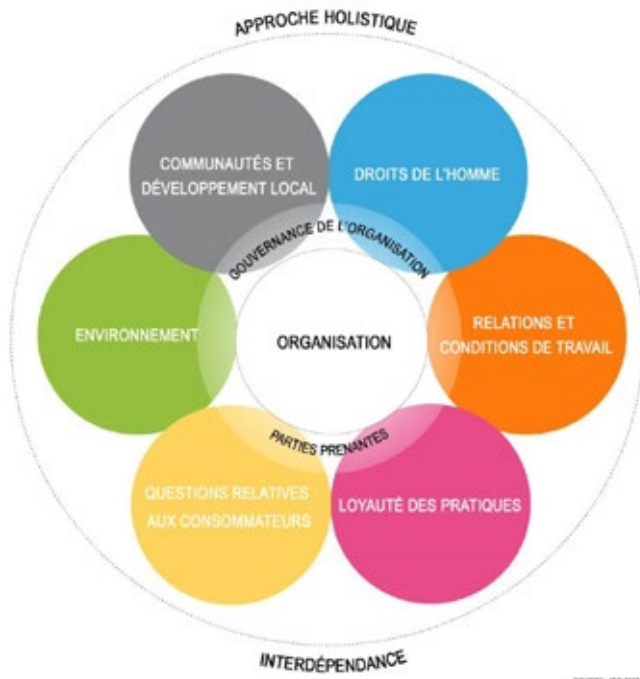 APPROCHE HOLISTIQUE
COMMUNAUTÉS ET
DÉVELOPPEMENT LOCAL
DROITS DE L'HOMME
GOUVERNANCE DE L'ORGANISATION
ENVIRONNEMENT
ORGANISATION
RELATIONS ET
CONDITIONS DE TRAVAIL
PARTIES PRENANTES
QUESTIONS RELATIVES
AUX CONSOMMATEURS
LOYAUTÉ DES PRATIQUES
INTERDÉPENDANCE